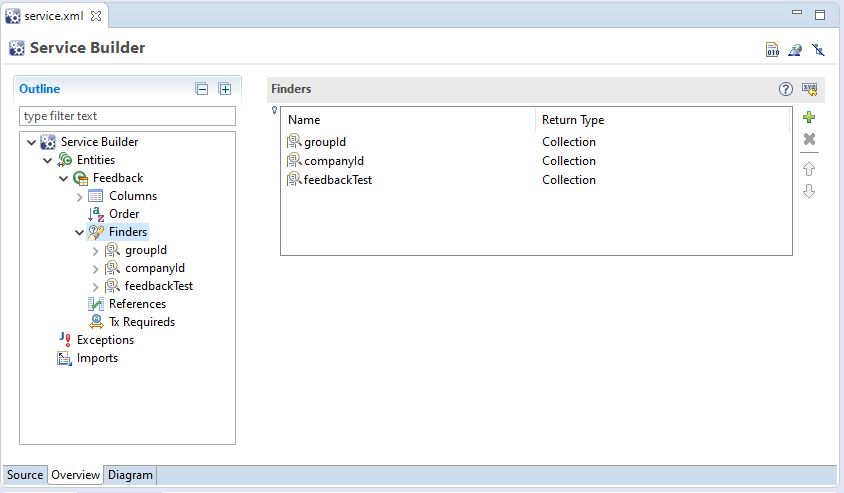 service.xml
Service Builder
Outline
type filter text
Service Builder
Entities
Feedback
Columns
Order
Finders
groupId
companyId
feedbackTest
References
Tx Requireds
Exceptions
Imports
Finders
Name Return Type
groupId Collection
companyId Collection
feedbackTest Collection
Source Overview Diagram